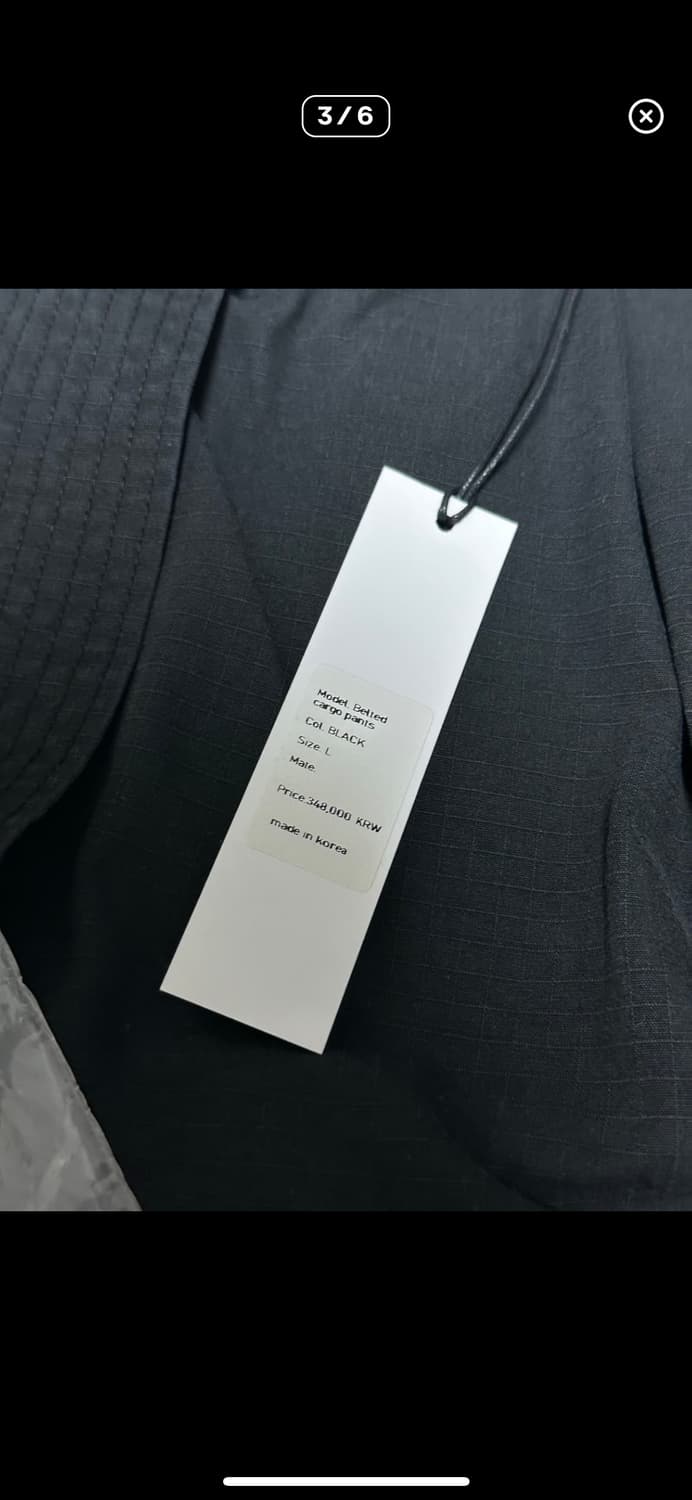 3/6
Model. Belted
cargo pants
Col. BLACK
Size. L
Male.
Price.348,000 KRW
made in korea